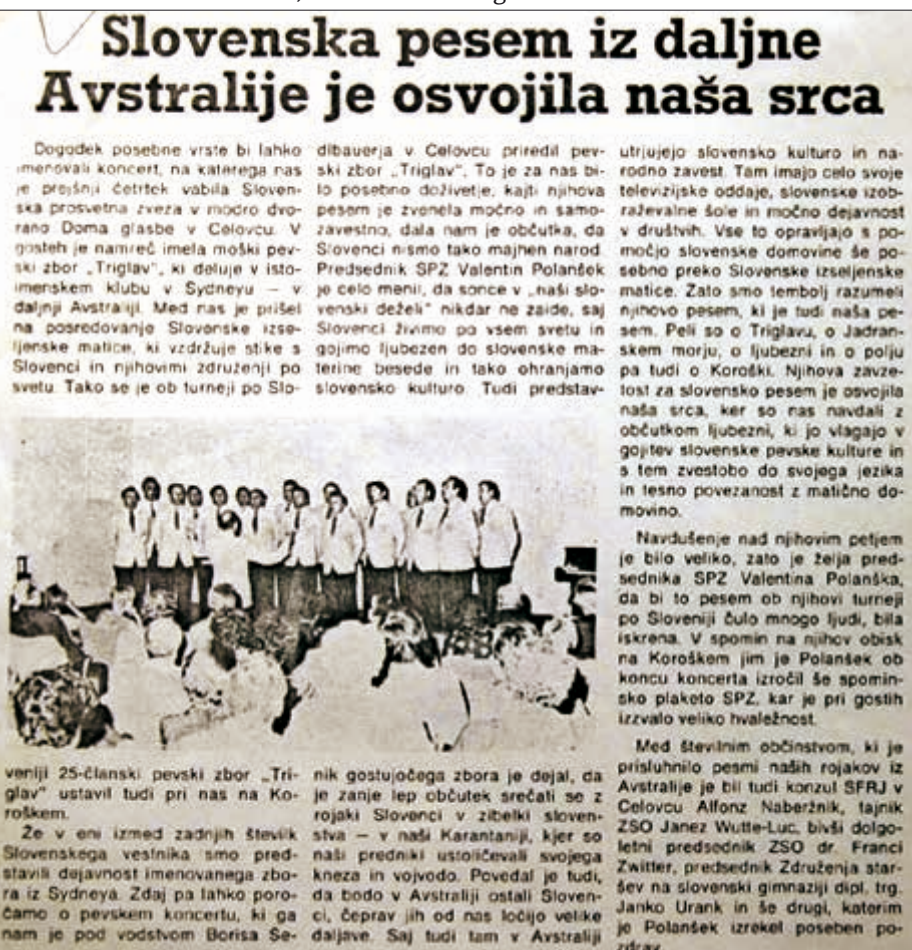 Slovenska pesem iz daljne
Avstralije je osvojila naša srca
Dogodek posebne vrste bi lahko
imenovali koncert, na katerega nas
je prejšnji četrtek vabila Sloven-
ska prosvetna zveza v modro dvo-
rano Doma glasbe v Celovcu. V
gosteh je namreč imela moški pev-
ski zbor „Triglav“, ki deluje v isto-
imenskem klubu v Sydneyu — v
daljnji Avstraliji. Med nas je prišel
na posredovanje Slovenske izse-
ljenske matice, ki vzdržuje stike s
Slovenci in njihovimi združenji po
svetu. Tako se je ob turneji po Slo-
veniji 25-članski pevski zbor „Tri-
glav“ ustavil tudi pri nas na Ko-
roškem.
Že v eni izmed zadnjih številk
Slovenskega vestnika smo pred-
stavili dejavnost imenovanega zbo-
ra iz Sydneya. Zdaj pa lahko poro-
čamo o pevskem koncertu, ki ga
nam je pod vodstvom Borisa Še-
dlbauerja v Celovcu priredil pev-
ski zbor „Triglav“. To je za nas bi-
lo posebno doživetje, kajti njihova
pesem je zvenela močno in samo-
zavestno, dala nam je občutka, da
Slovenci nismo tako majhen narod.
Predsednik SPZ Valentin Polanšek
je celo menil, da sonce v „naši slo-
venski deželi“ nikdar ne zaide, saj
Slovenci živimo po vsem svetu in
gojimo ljubezen do slovenske ma-
terine besede in tako ohranjamo
slovensko kulturo. Tudi predstav-
nik gostujočega zbora je dejal, da
je zanje lep občutek srečati se z
rojaki Slovenci v zibelki sloven-
stva — v naši Karantaniji, kjer so
naši predniki ustoličevali svojega
kneza in vojvodo. Povedal je tudi,
da bodo v Avstraliji ostali Sloven-
ci, čeprav jih od nas ločijo velike
daljave. Saj tudi tam v Avstraliji
utrjujejo slovensko kulturo in na-
rodno zavest. Tam imajo celo svoje
televizijske oddaje, slovenske izob-
raževalne šole in močno dejavnost
v društvih. Vse to opravljajo s po-
močjo slovenske domovine še po-
sebno preko Slovenske izseljenske
matice. Zato smo tembolj razumeli
njihovo pesem, ki je tudi naša pe-
sem. Peli so o Triglavu, o Jadran-
skem morju, o ljubezni in o polju
pa tudi o Koroški. Njihova zavze-
tost za slovensko pesem je osvojila
naša srca, ker so nas navdali z
občutkom ljubezni, ki jo vlagajo v
gojitev slovenske pevske kulture in
s tem zvestobo do svojega jezika
in tesno povezanost z matično do-
movino.
Navdušenje nad njihovim petjem
je bilo veliko, zato je želja pred-
sednika SPZ Valentina Polanška,
da bi to pesem ob njihovi turneji
po Sloveniji čulo mnogo ljudi, bila
iskrena. V spomin na njihov obisk
na Koroškem jim je Polanšek ob
koncu koncerta izročil še spomin-
sko plaketo SPZ, kar je pri gostih
izzvalo veliko hvaležnost.
Med številnim občinstvom, ki je
prisluhnilo pesmi naših rojakov iz
Avstralije je bil tudi konzul SFRJ v
Celovcu Alfonz Naberžnik, tajnik
ZSO Janez Wutte-Luc, bivši dolgo-
letni predsednik ZSO dr. Franci
Zwitter, predsednik Združenja star-
šev na slovenski gimnaziji dipl. trg.
Janko Urank in še drugi, katerim
je Polanšek izrekel poseben po-
zdrav.